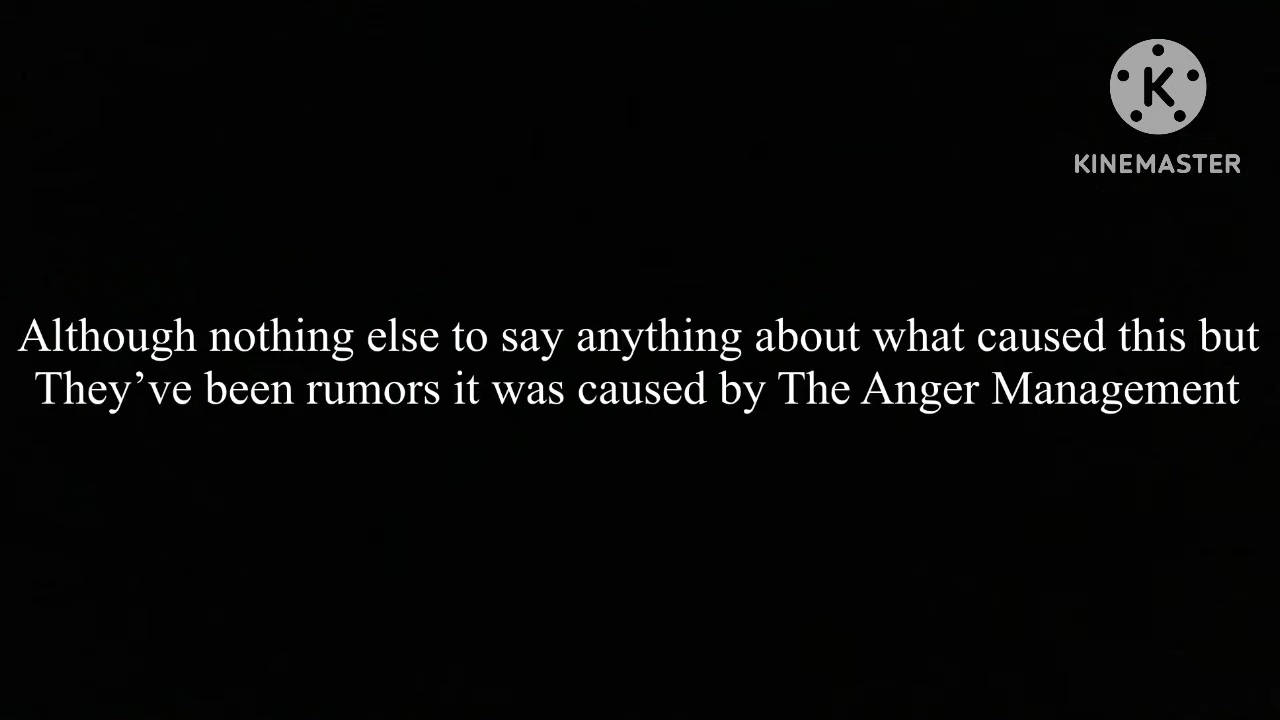 K
KINEMASTER
Although nothing else to say anything about what caused this but
They’ve been rumors it was caused by The Anger Management